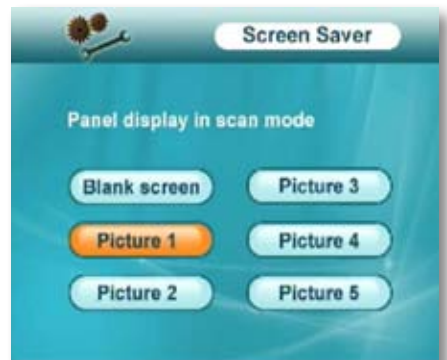 Screen Saver
Panel display in scan mode
Blank screen
Picture 1
Picture 2
Picture 3
Picture 4
Picture 5